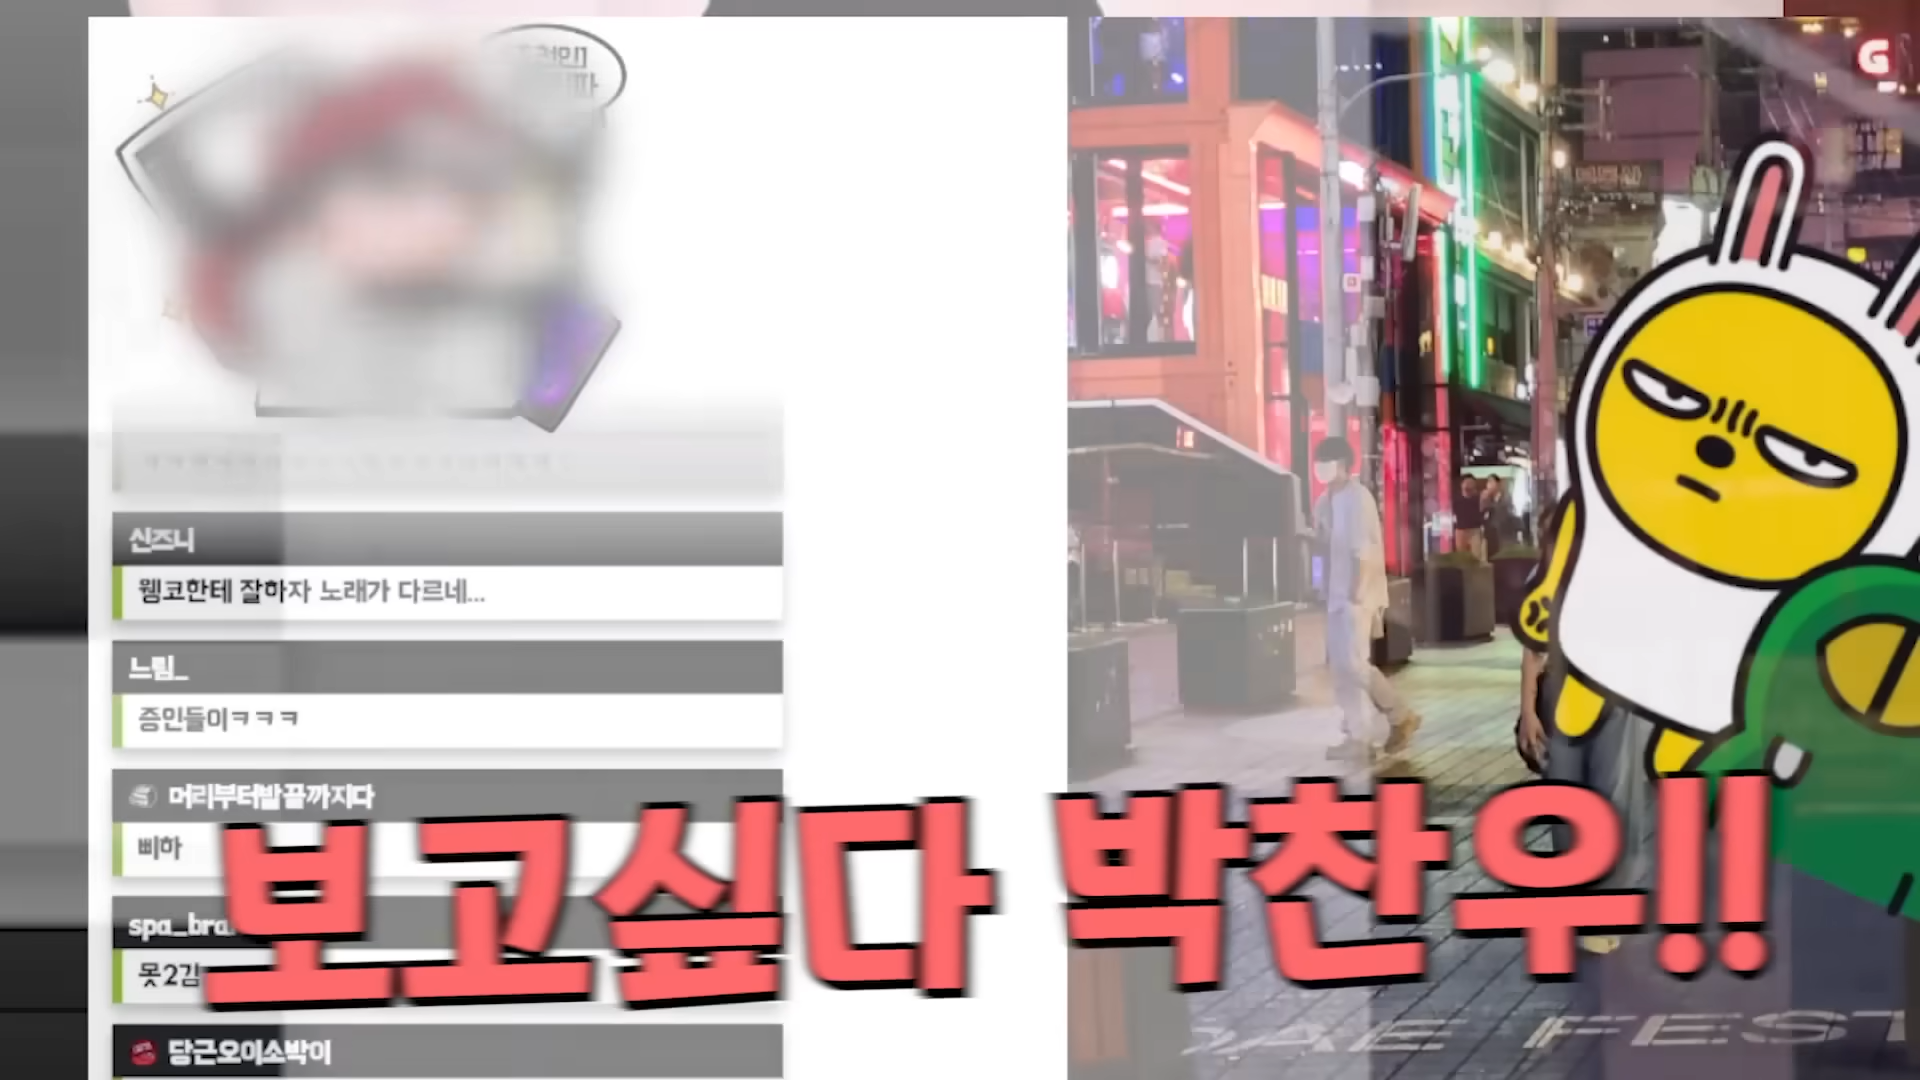 신즈니
웽코한테 잘하자 노래가 다르네...
느림_
증인들이ㅋㅋㅋ
머리부터발끝까지다
삐하
못2김
당근오이소박이
보고싶다 박찬우!!
G
FEST